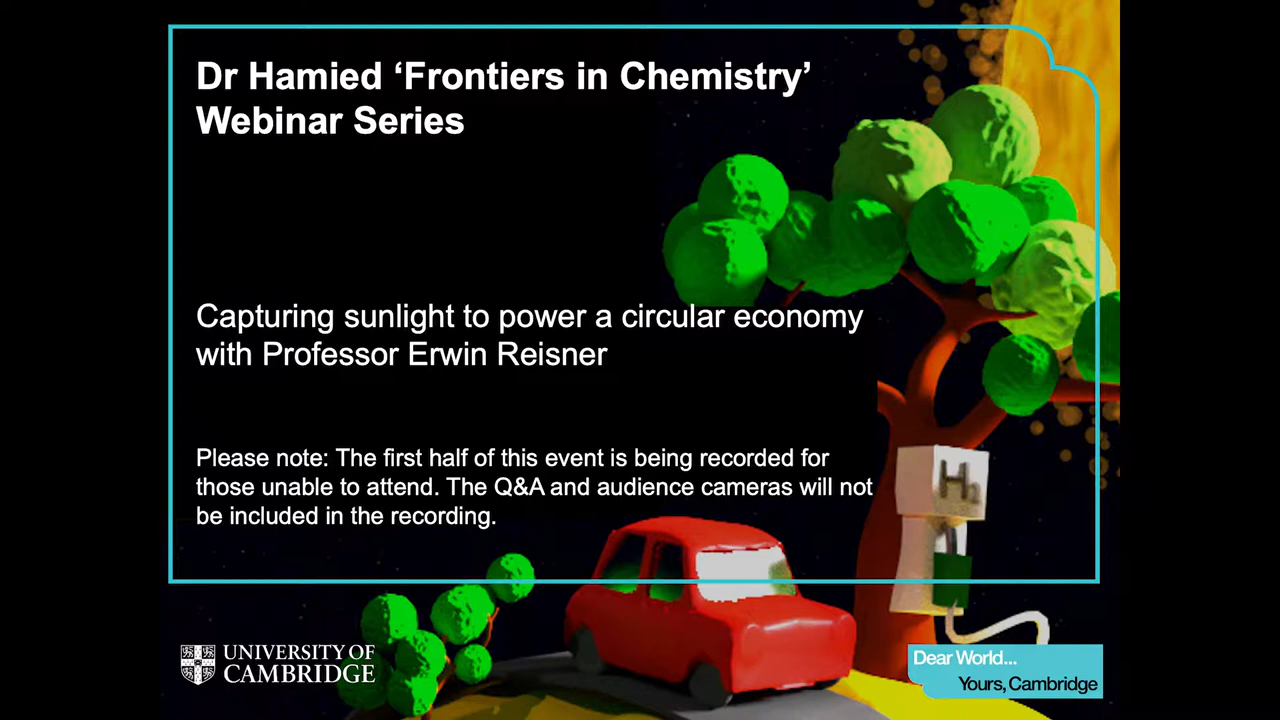 Dr Hamied ‘Frontiers in Chemistry’
Webinar Series
Capturing sunlight to power a circular economy
with Professor Erwin Reisner
Please note: The first half of this event is being recorded for
those unable to attend. The Q&A and audience cameras will not
be included in the recording.
H₂
UNIVERSITY OF
CAMBRIDGE
Dear World...
Yours, Cambridge